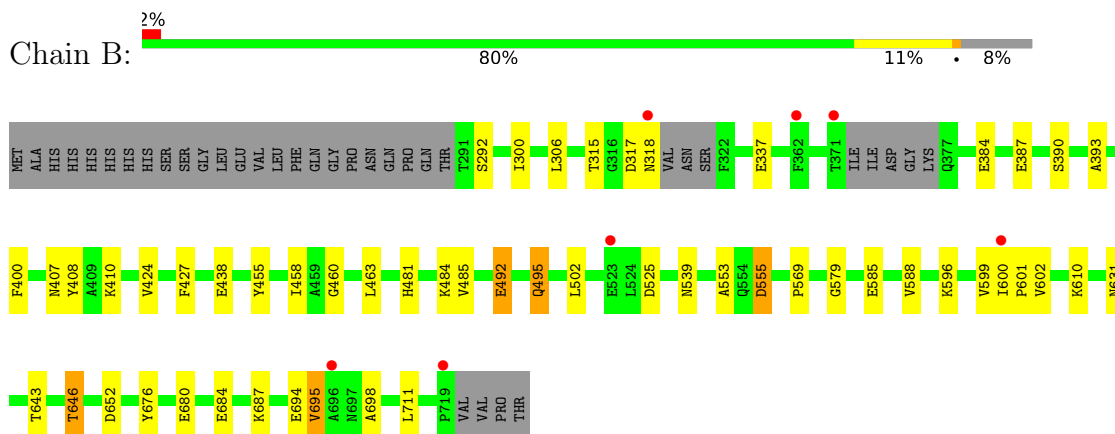 2%
Chain B:
80% 11% • 8%
MET ALA HIS HIS HIS HIS HIS HIS SER SER GLY LEU GLU VAL LEU PHE GLN GLY PRO ASN GLN PRO GLN THR T291 S292 I300 L306 T315 G316 D317 N318 VAL ASN SER F322 E337 F362 T371 ILE ILE ASP GLY LYS Q377 E384 E387 S390 A393
F400 N407 Y408 A409 K410 V424 F427 E438 Y455 I458 A459 G460 L463 H481 K484 V485 E492 Q495 L502 E523 L524 D525 N539 A553 Q554 D555 P569 G579 E585 V588 K596 V599 I600 P601 V602 K610 N631
T643 T646 D652 Y676 E680 E684 K687 E694 V695 A696 N697 A698 L711 P719 VAL VAL PRO THR